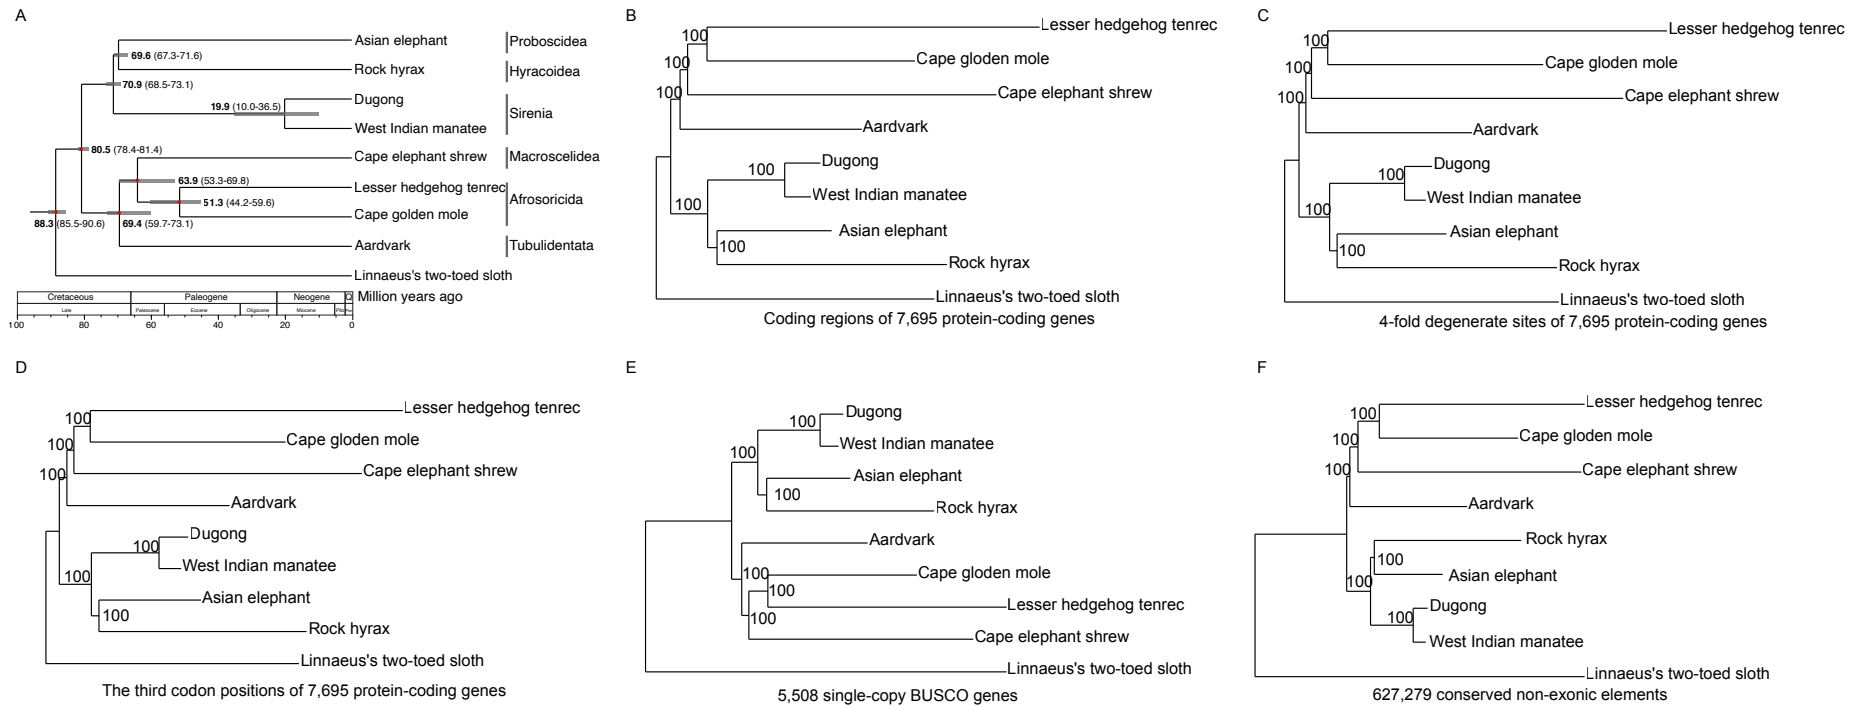 A
Asian elephant
Proboscidea
69.6 (67.3-71.6)
Rock hyrax
Hyracoidea
70.9 (68.5-73.1)
Dugong
19.9 (10.0-36.5)
Sirenia
West Indian manatee
80.5 (78.4-81.4)
Cape elephant shrew
Macroscelidea
63.9 (53.3-69.8)
Lesser hedgehog tenrec
Afrosoricida
51.3 (44.2-59.6)
Cape golden mole
88.3 (85.5-90.6)
69.4 (59.7-73.1)
Aardvark
Tubulidentata
Linnaeus's two-toed sloth
Cretaceous
Paleogene
Neogene
Q
Million years ago
Late
Paleocene
Eocene
Oligocene
Miocene
100
80
60
40
20
0
B
Lesser hedgehog tenrec
100
Cape gloden mole
100
Cape elephant shrew
100
Aardvark
Dugong
100
West Indian manatee
100
Asian elephant
100
Rock hyrax
Linnaeus's two-toed sloth
Coding regions of 7,695 protein-coding genes
C
Lesser hedgehog tenrec
100
Cape gloden mole
100
Cape elephant shrew
100
Aardvark
Dugong
100
West Indian manatee
100
Asian elephant
100
Rock hyrax
Linnaeus's two-toed sloth
4-fold degenerate sites of 7,695 protein-coding genes
D
Lesser hedgehog tenrec
100
Cape gloden mole
100
Cape elephant shrew
100
Aardvark
Dugong
100
West Indian manatee
100
Asian elephant
100
Rock hyrax
Linnaeus's two-toed sloth
The third codon positions of 7,695 protein-coding genes
E
Dugong
100
West Indian manatee
100
Asian elephant
100
Rock hyrax
Aardvark
100
Cape gloden mole
100
Lesser hedgehog tenrec
100
Cape elephant shrew
Linnaeus's two-toed sloth
5,508 single-copy BUSCO genes
F
Lesser hedgehog tenrec
100
Cape gloden mole
100
Cape elephant shrew
100
Aardvark
Rock hyrax
100
Asian elephant
100
Dugong
100
West Indian manatee
Linnaeus's two-toed sloth
627,279 conserved non-exonic elements